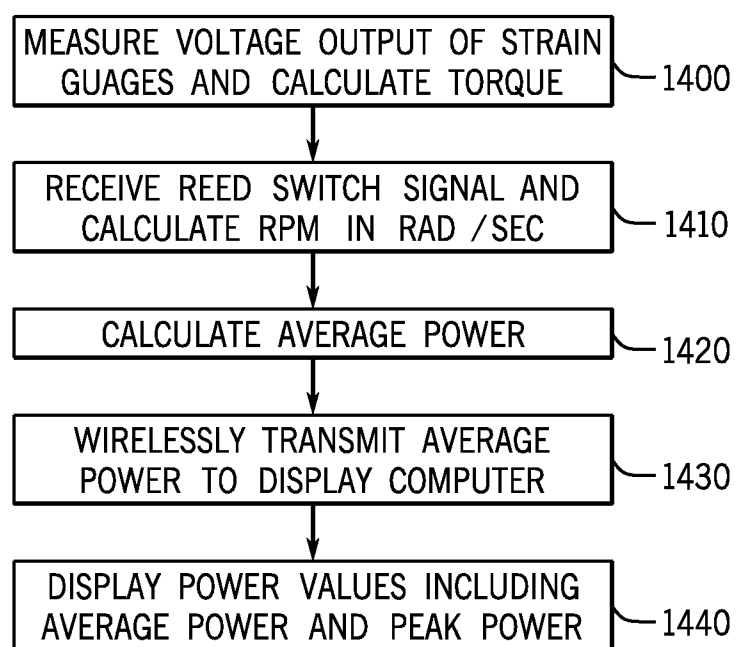 MEASURE VOLTAGE OUTPUT OF STRAIN
GUAGES AND CALCULATE TORQUE
1400
RECEIVE REED SWITCH SIGNAL AND
CALCULATE RPM IN RAD /SEC
1410
CALCULATE AVERAGE POWER
1420
WIRELESSLY TRANSMIT AVERAGE
POWER TO DISPLAY COMPUTER
1430
DISPLAY POWER VALUES INCLUDING
AVERAGE POWER AND PEAK POWER
1440